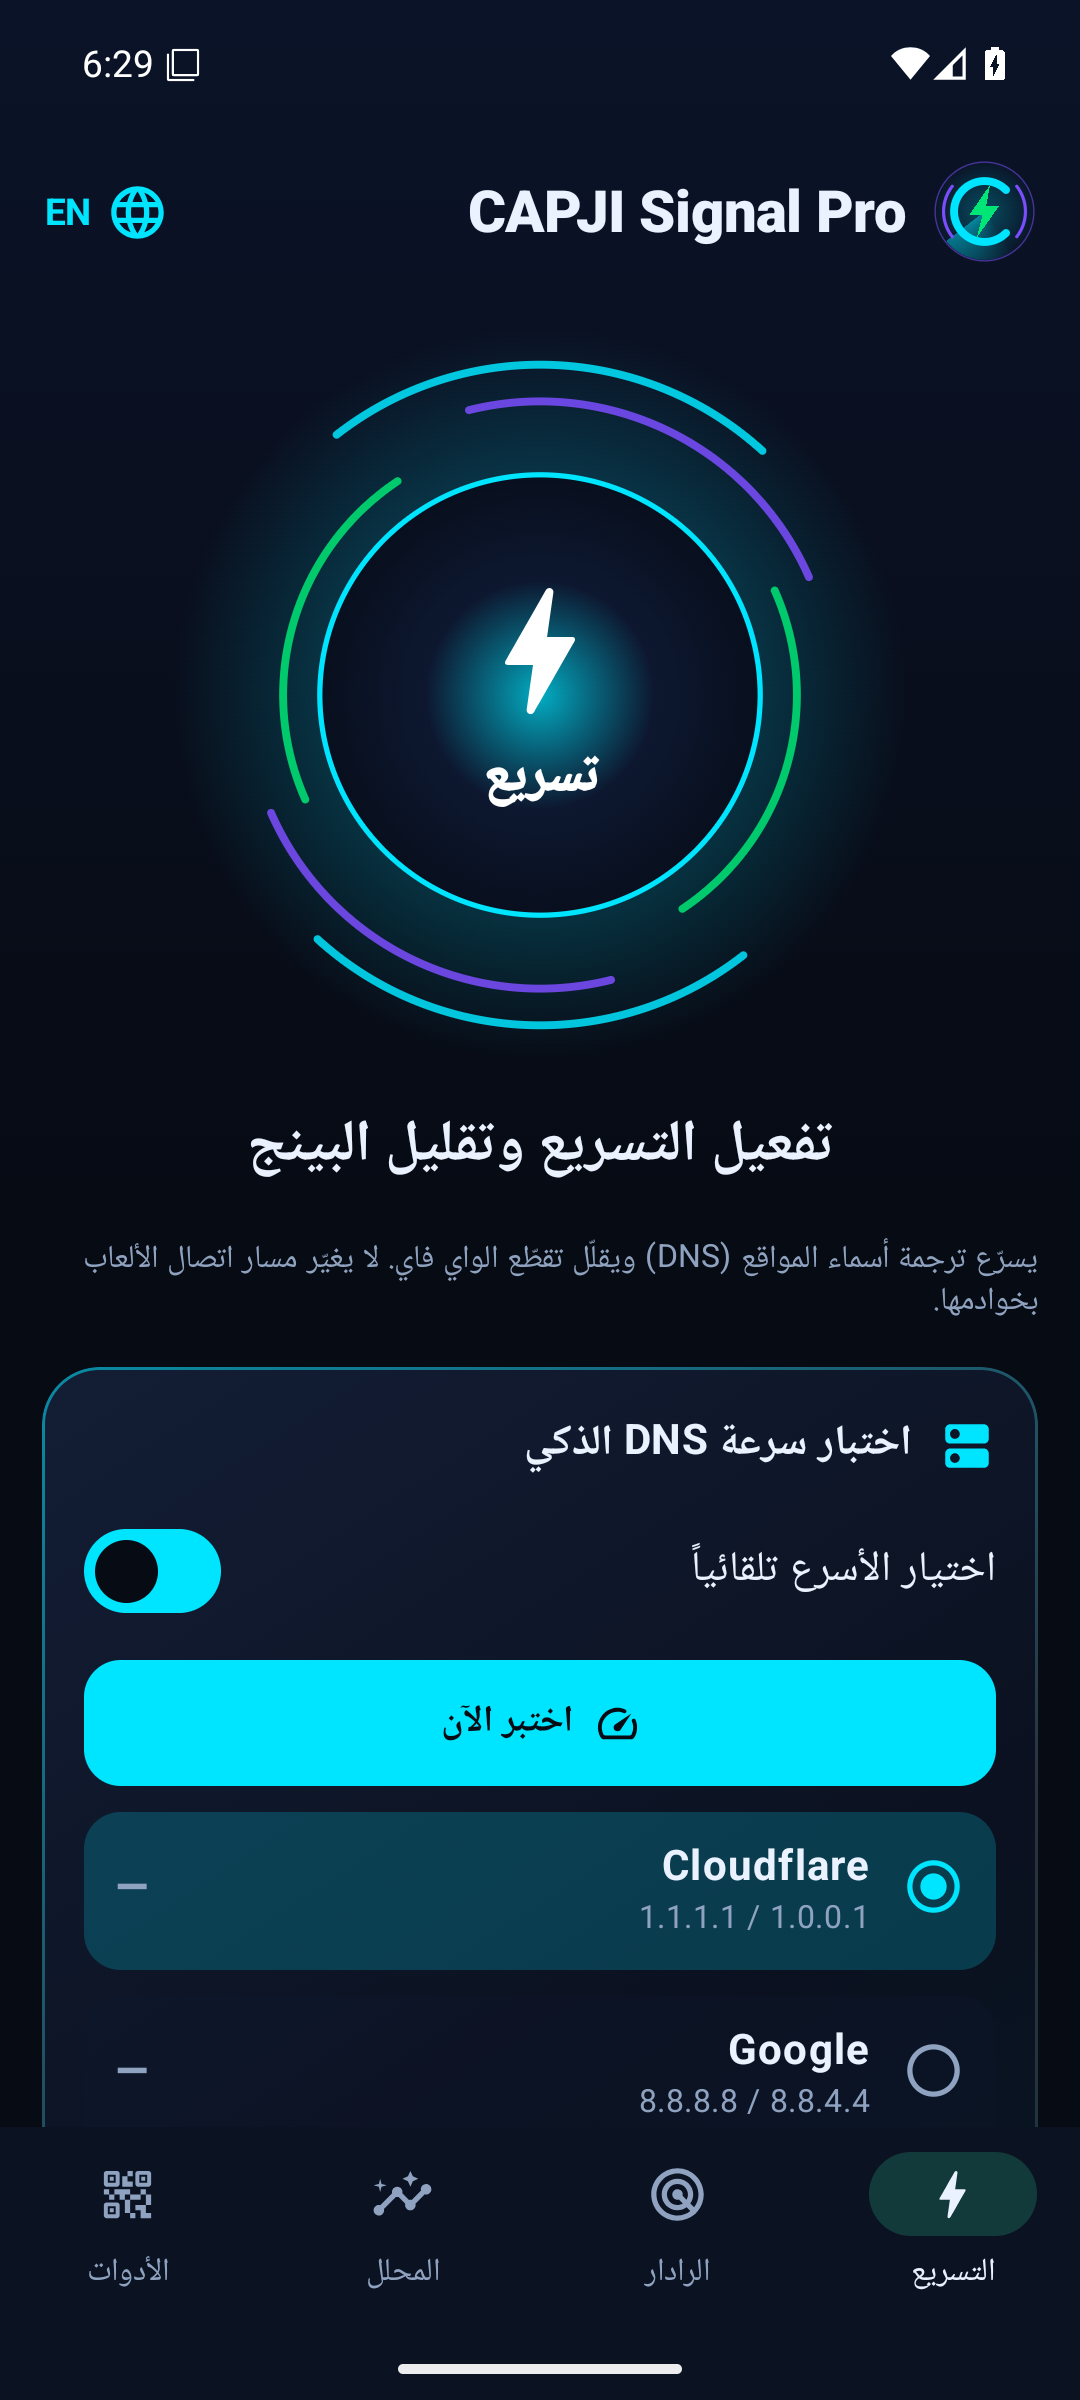 6:29
CAPJI Signal Pro
EN
تسريع
تفعيل التسريع وتقليل البينج
يسرّع ترجمة أسماء المواقع (DNS) ويقلّل تقطّع الواي فاي. لا يغيّر مسار اتصال الألعاب
بخوادمها.
اختبار سرعة DNS الذكي
اختيار الأسرع تلقائياً
اختبر الآن
Cloudflare
1.1.1.1 / 1.0.0.1
–
Google
8.8.8.8 / 8.8.4.4
–
التسريع
الرادار
المحلل
الأدوات